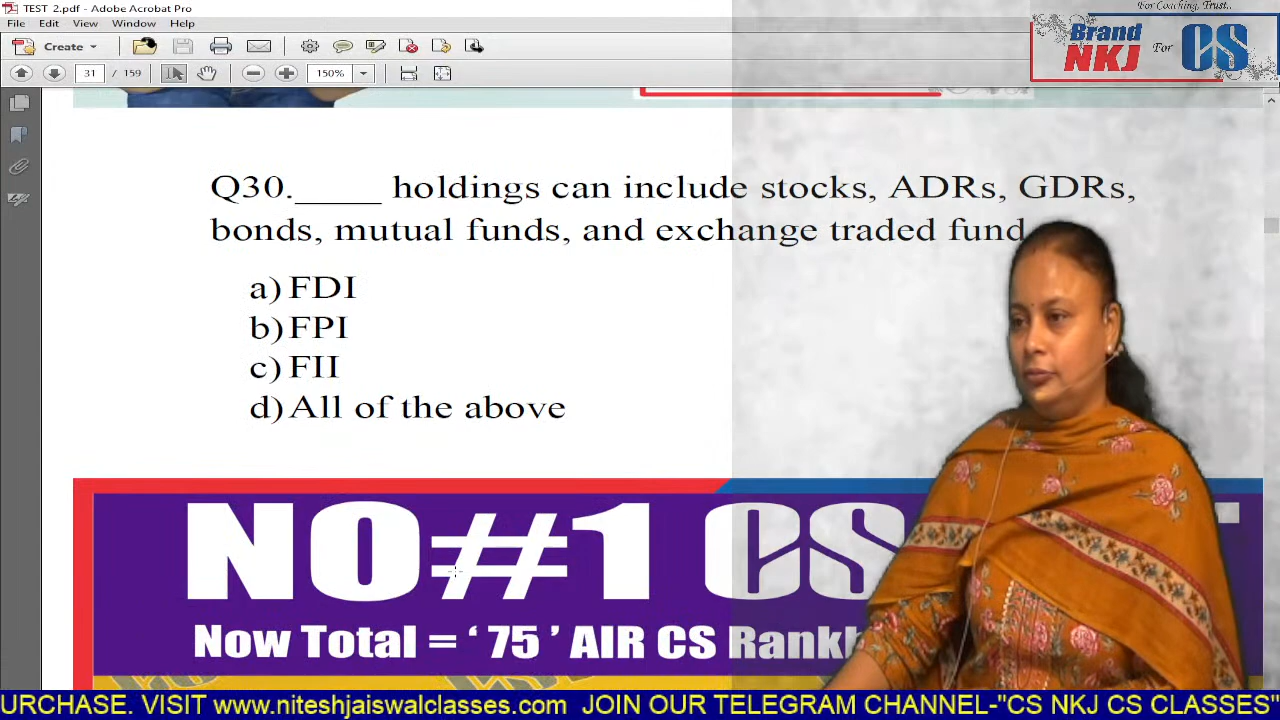 TEST 2.pdf - Adobe Acrobat Pro
For Coaching, Trust..
File Edit View Window Help
Create
Brand NKJ For CS
31 / 159 150%
Q30._____ holdings can include stocks, ADRs, GDRs,
bonds, mutual funds, and exchange traded fund
a) FDI
b) FPI
c) FII
d) All of the above
NO#1 CS
Now Total = ‘ 75 ’ AIR CS
URCHASE. VISIT www.niteshjaiswalclasses.com JOIN OUR TELEGRAM CHANNEL-"CS NKJ CS CLASSES"